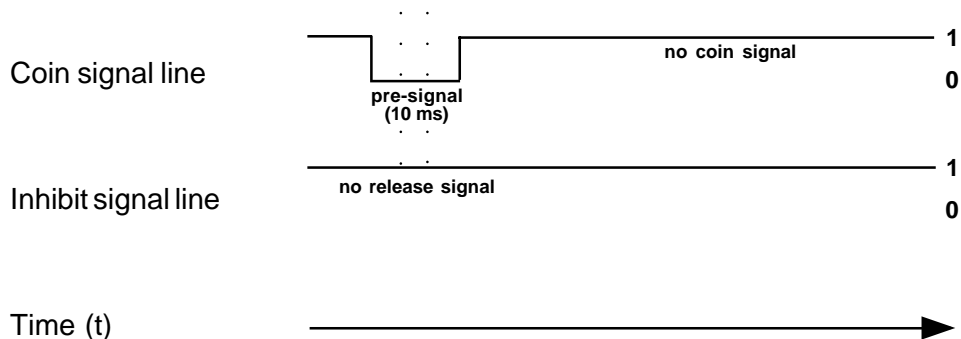 1
no coin signal
Coin signal line
0
pre-signal
(10 ms)
1
no release signal
Inhibit signal line
0
Time (t)